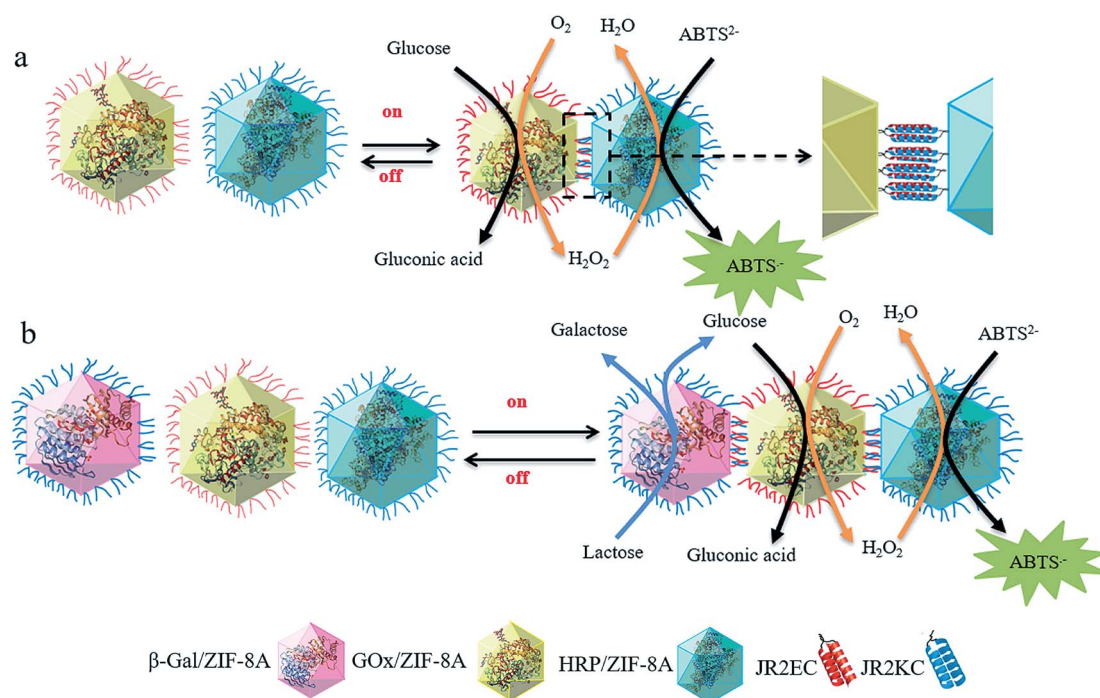 a
Glucose
O₂
H₂O
ABTS²⁻
on
off
Gluconic acid
H₂O₂
ABTS·⁻
b
Galactose
Glucose
O₂
H₂O
ABTS²⁻
on
off
Lactose
Gluconic acid
H₂O₂
ABTS·⁻
β-Gal/ZIF-8A GOx/ZIF-8A HRP/ZIF-8A JR2EC JR2KC